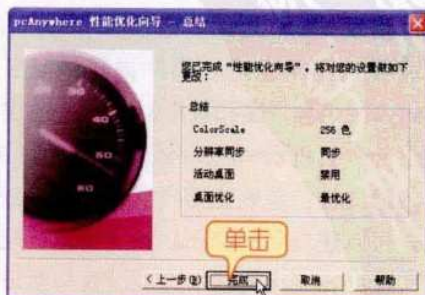 pcAnywhere 性能优化向导 - 总结
您已完成“性能优化向导”，将对您的设置做如下
更改：
总结
ColorScale 256 色
分辨率同步 同步
活动桌面 禁用
桌面优化 最优化
单击
<上一步(B) 完成 取消 帮助
40
50
60